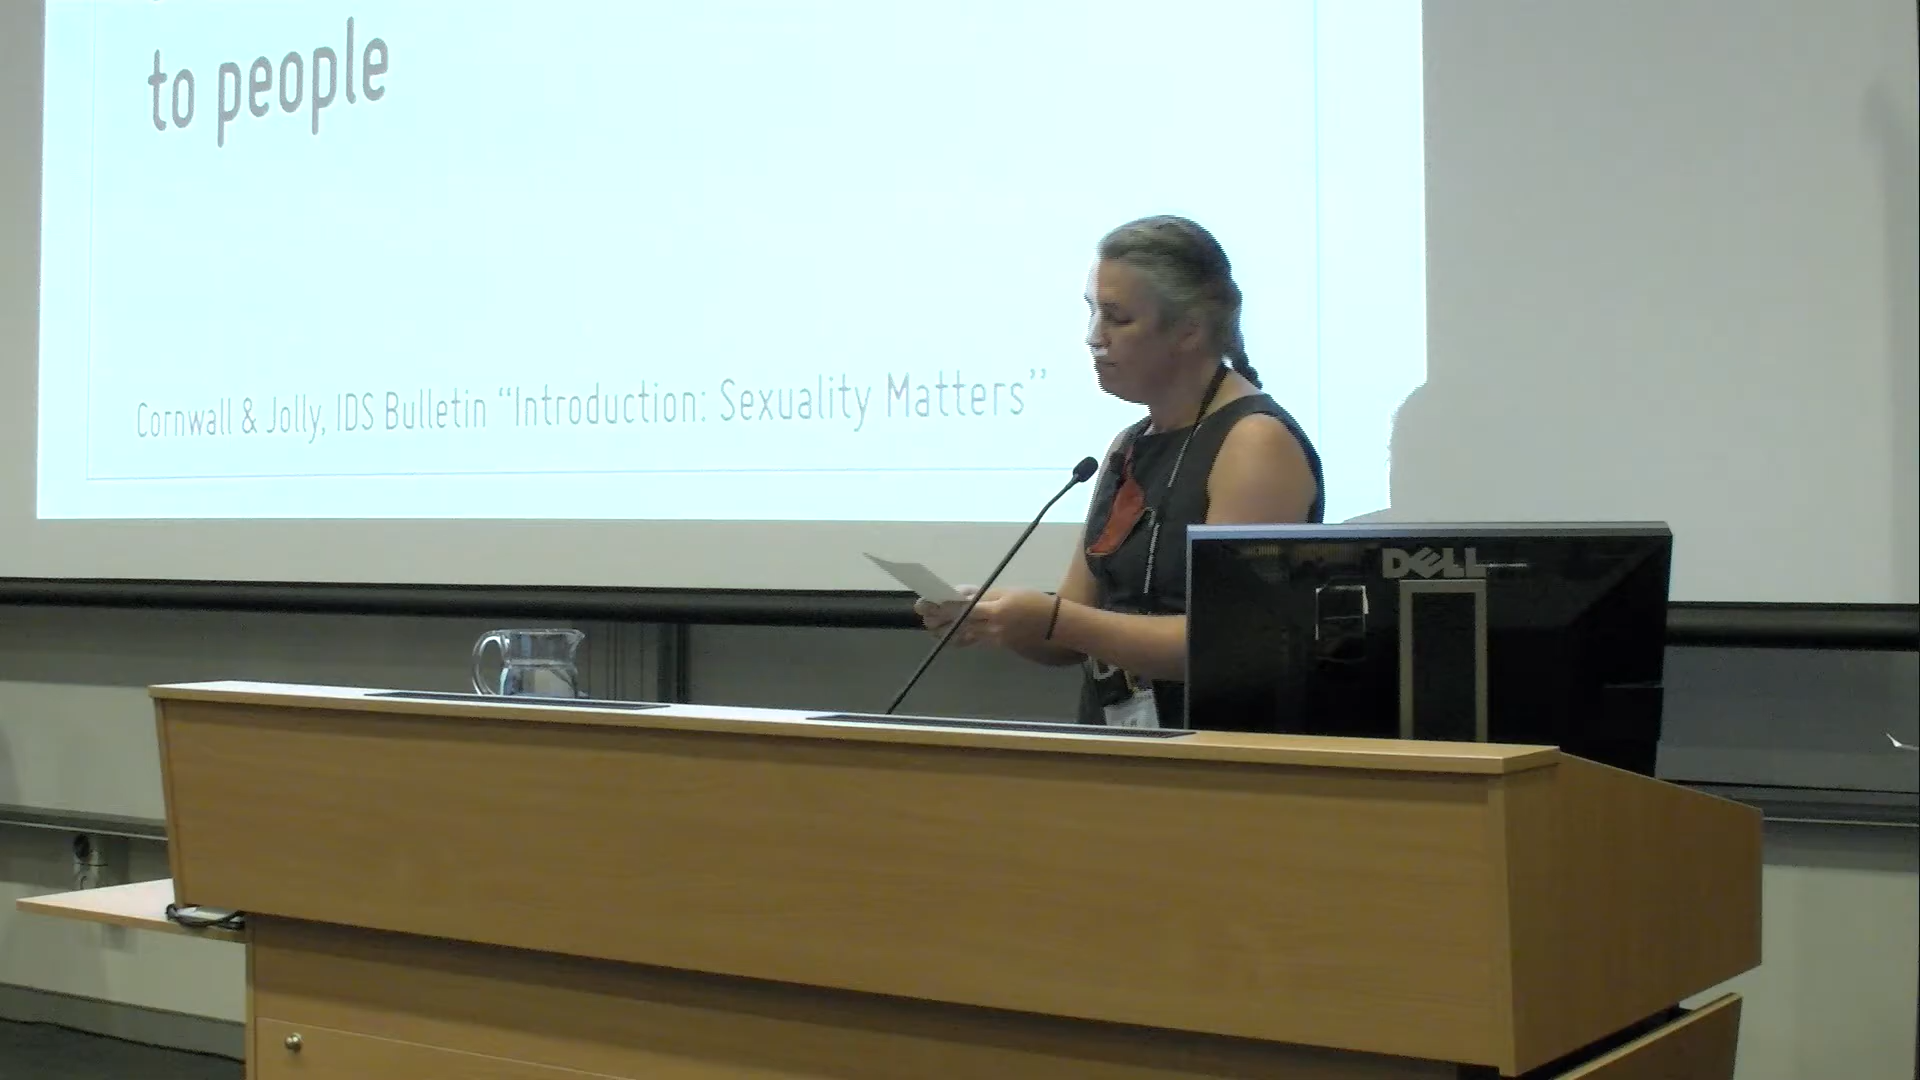 to people
Cornwall & Jolly, IDS Bulletin “Introduction: Sexuality Matters”
DELL